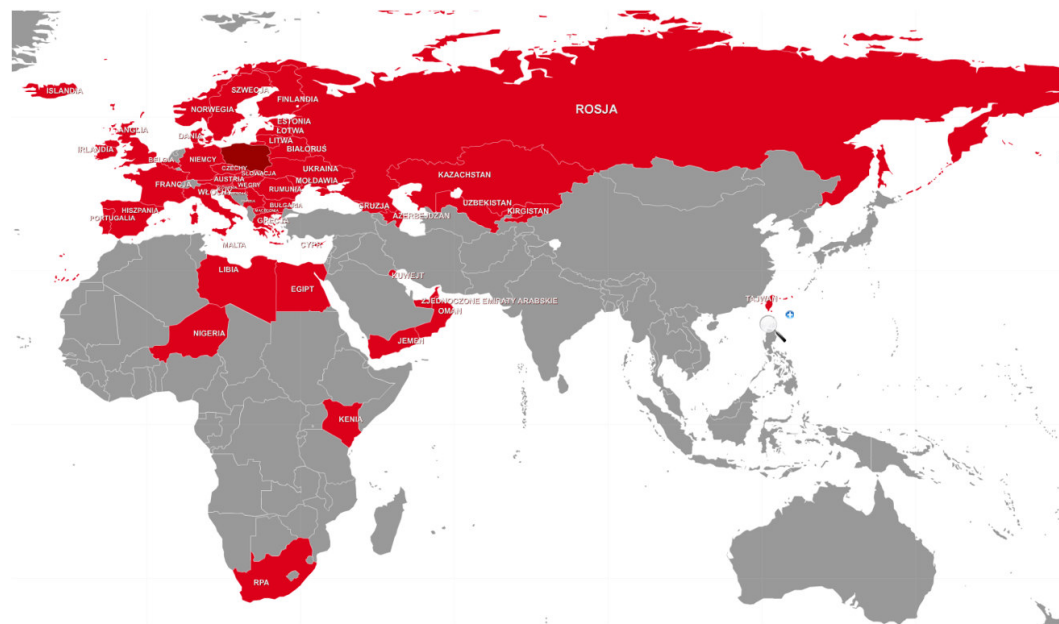 ISLANDIA
SZWECJA
FINLANDIA
NORWEGIA
ROSJA
ESTONIA
ŁOTWA
DANIA
ANGLIA
LITWA
BIAŁORUŚ
IRLANDIA
BELGIA
NIEMCY
CZECHY
SŁOWACJA
UKRAINA
KAZACHSTAN
AUSTRIA
MOŁDAWIA
FRANCJA
WĘGRY
RUMUNIA
WŁOCHY
UZBEKISTAN
BUŁGARIA
GRUZJA
KIRGISTAN
HISZPANIA
AZERBEJDŻAN
PORTUGALIA
GRECJA
MALTA
CYPR
LIBIA
KUWEJT
EGIPT
TAJWAN
ZJEDNOCZONE EMIRATY ARABSKIE
OMAN
NIGERIA
JEMEN
KENIA
RPA